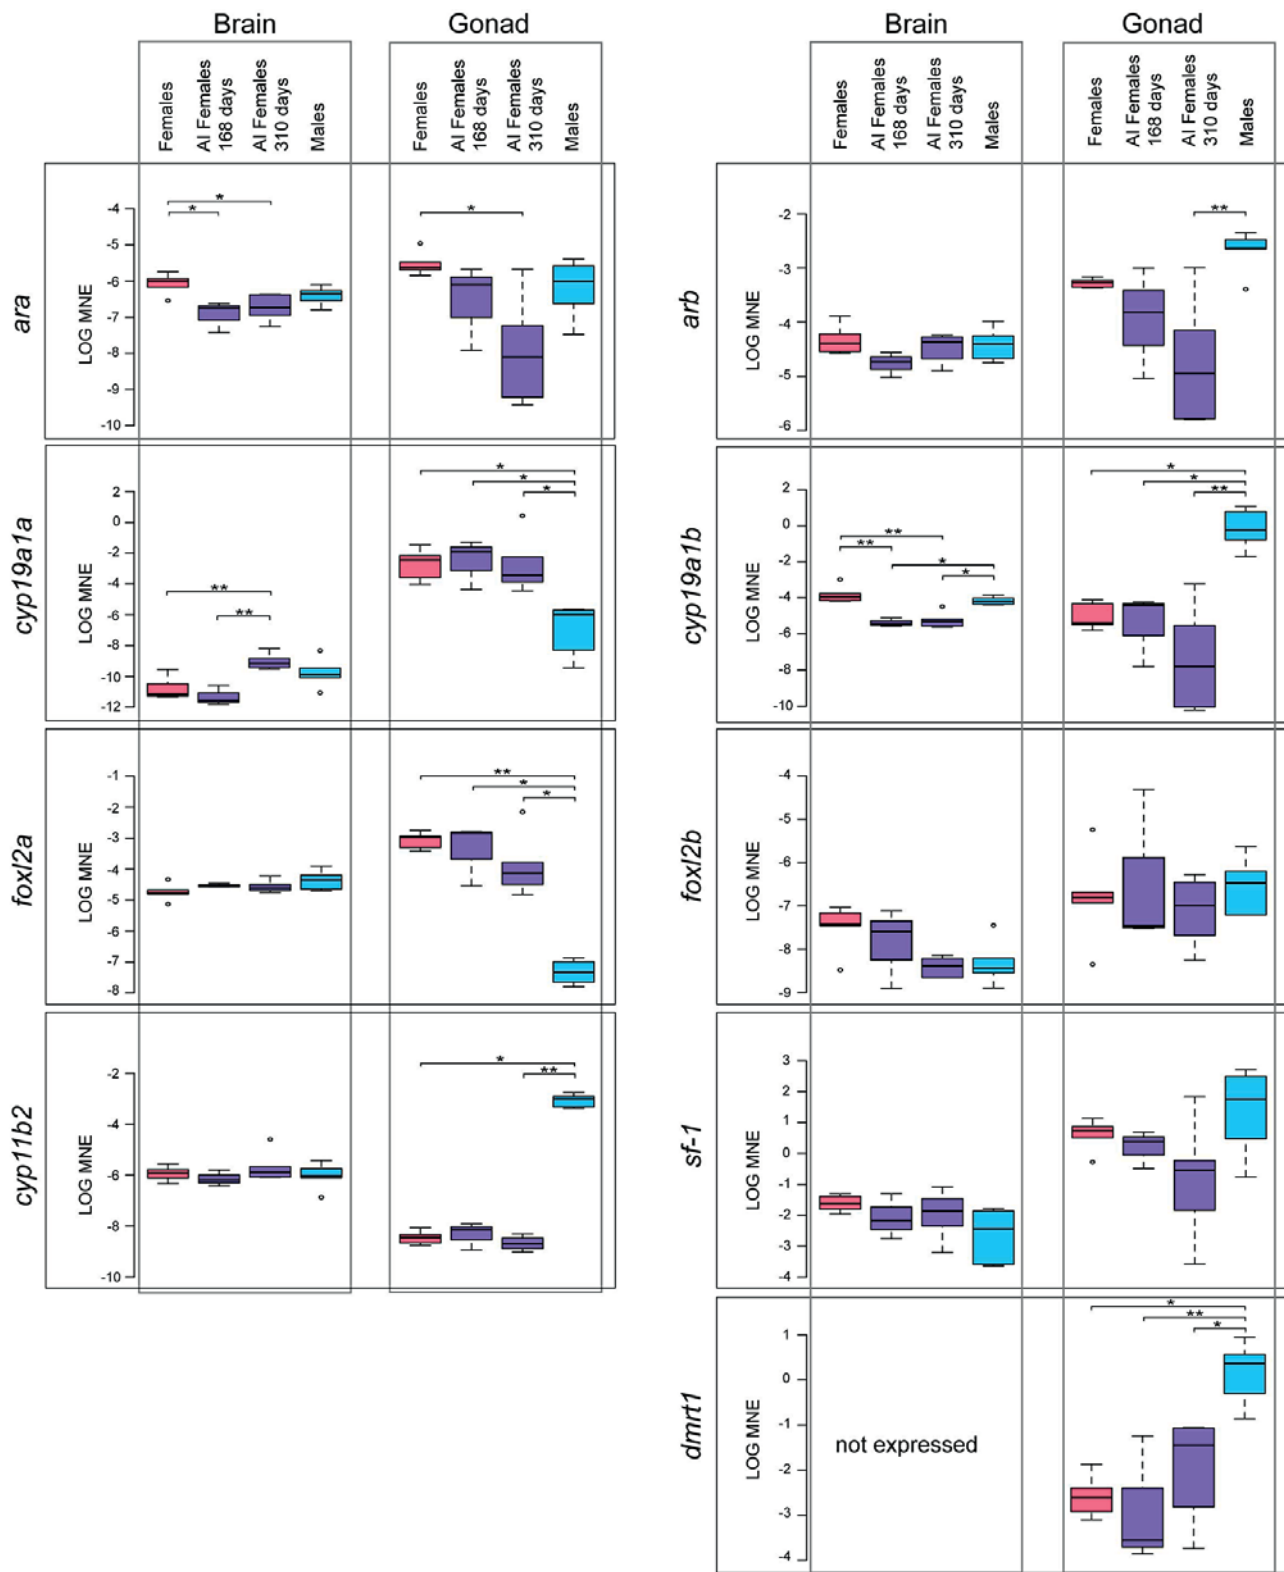 Brain
Gonad
Females
AI Females
168 days
AI Females
310 days
Males
Females
AI Females
168 days
AI Females
310 days
Males
ara
LOG MNE
-4
-5
-6
-7
-8
-9
-10
*
*
*
cyp19a1a
LOG MNE
2
0
-2
-4
-6
-8
-10
-12
**
**
*
*
*
foxl2a
LOG MNE
-1
-2
-3
-4
-5
-6
-7
-8
**
*
*
cyp11b2
LOG MNE
-2
-4
-6
-8
-10
*
**
Brain
Gonad
Females
AI Females
168 days
AI Females
310 days
Males
Females
AI Females
168 days
AI Females
310 days
Males
arb
LOG MNE
-2
-3
-4
-5
-6
**
cyp19a1b
LOG MNE
2
0
-2
-4
-6
-8
-10
**
**
*
*
*
*
**
foxl2b
LOG MNE
-4
-5
-6
-7
-8
-9
sf-1
LOG MNE
3
2
1
0
-1
-2
-3
-4
dmrt1
LOG MNE
1
0
-1
-2
-3
-4
not expressed
*
**
*